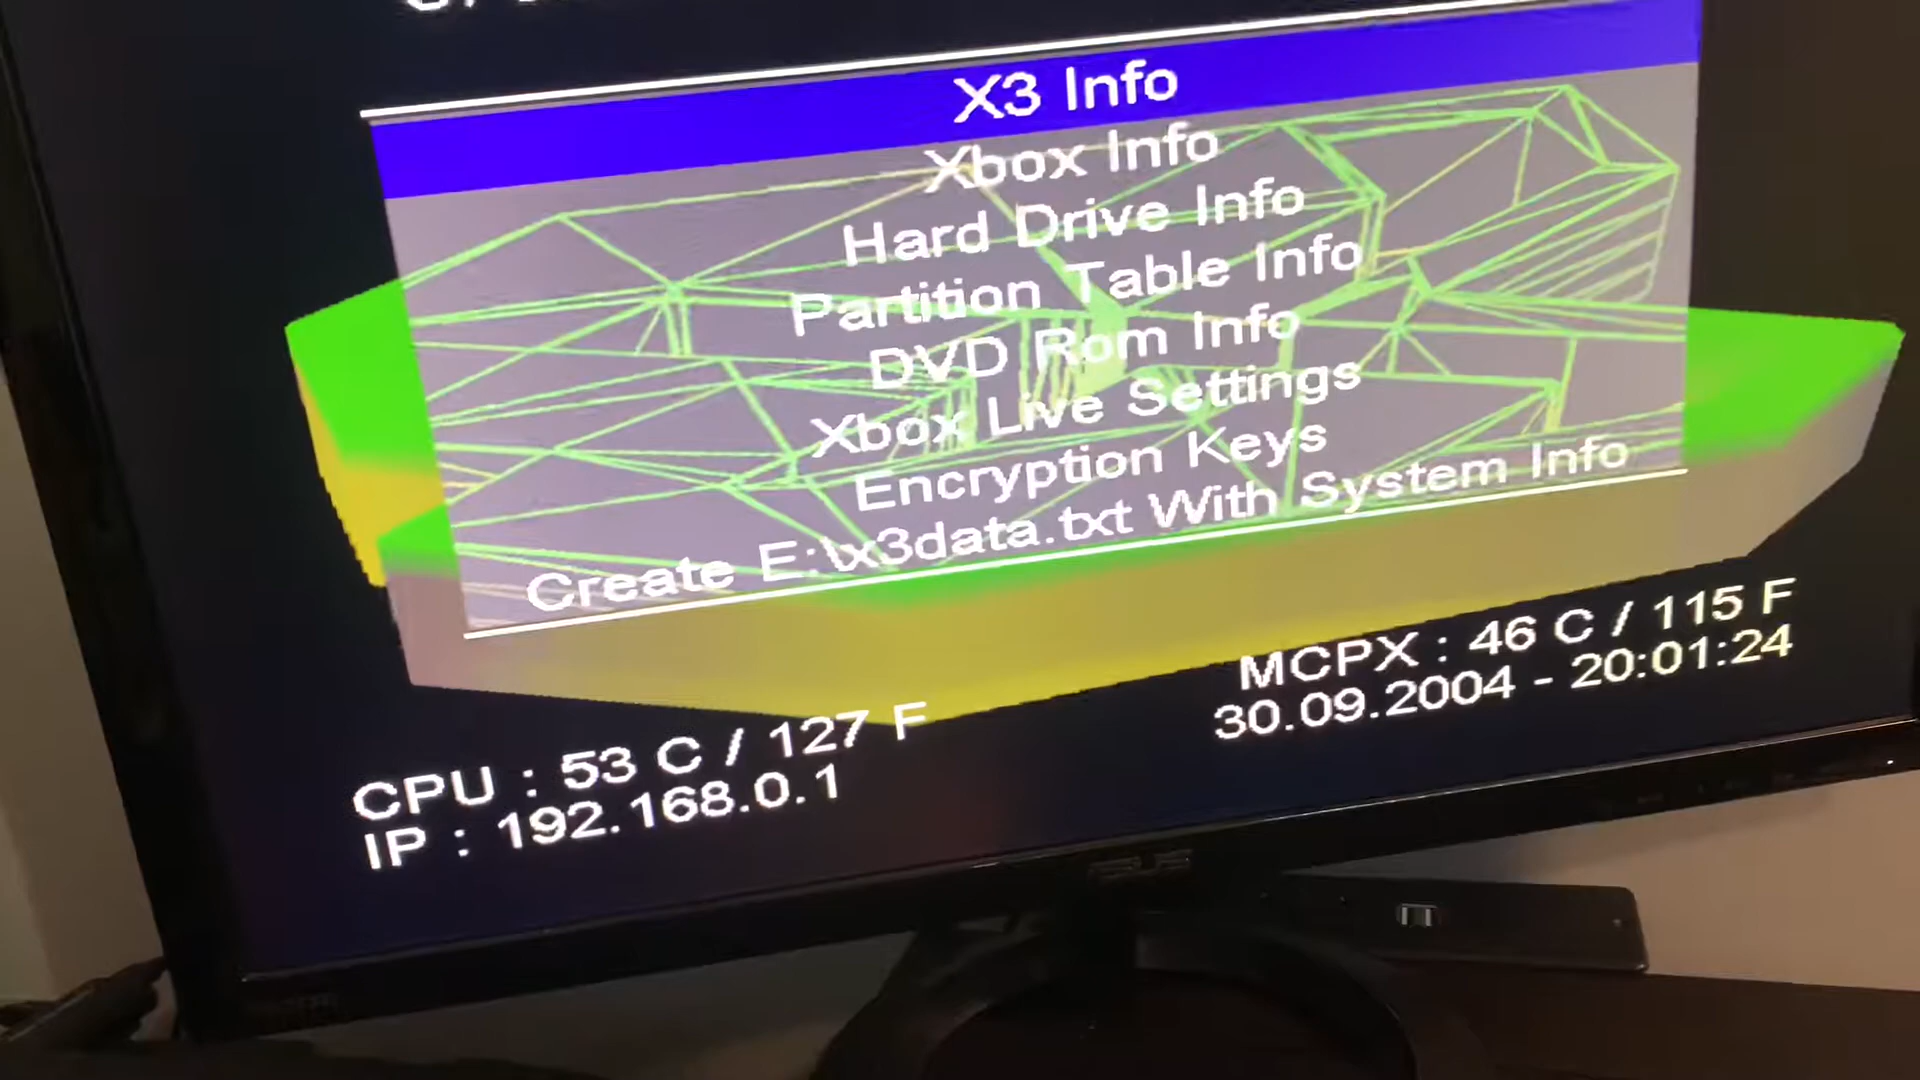 X3 Info
Xbox Info
Hard Drive Info
Partition Table Info
DVD Rom Info
Xbox Live Settings
Encryption Keys
Create E:\x3data.txt With System Info
MCPX : 46 C / 115 F
30.09.2004 - 20:01:24
CPU : 53 C / 127 F
IP : 192.168.0.1